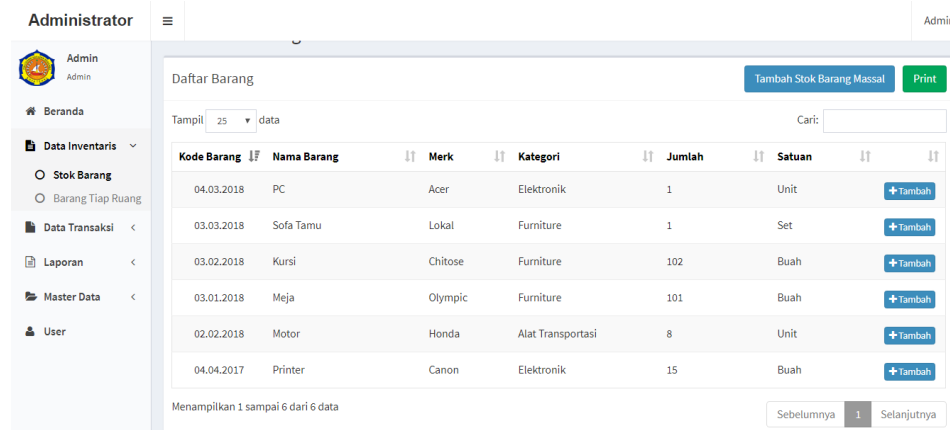 Administrator
Admin
Admin
Beranda
Data Inventaris
Stok Barang
Barang Tiap Ruang
Data Transaksi
Laporan
Master Data
User
Daftar Barang Tambah Stok Barang Massal Print
Tampil 25 data Cari:
Kode Barang Nama Barang Merk Kategori Jumlah Satuan
04.03.2018 PC Acer Elektronik 1 Unit Tambah
03.03.2018 Sofa Tamu Lokal Furniture 1 Set Tambah
03.02.2018 Kursi Chitose Furniture 102 Buah Tambah
03.01.2018 Meja Olympic Furniture 101 Buah Tambah
02.02.2018 Motor Honda Alat Transportasi 8 Unit Tambah
04.04.2017 Printer Canon Elektronik 15 Buah Tambah
Menampilkan 1 sampai 6 dari 6 data
Sebelumnya 1 Selanjutnya